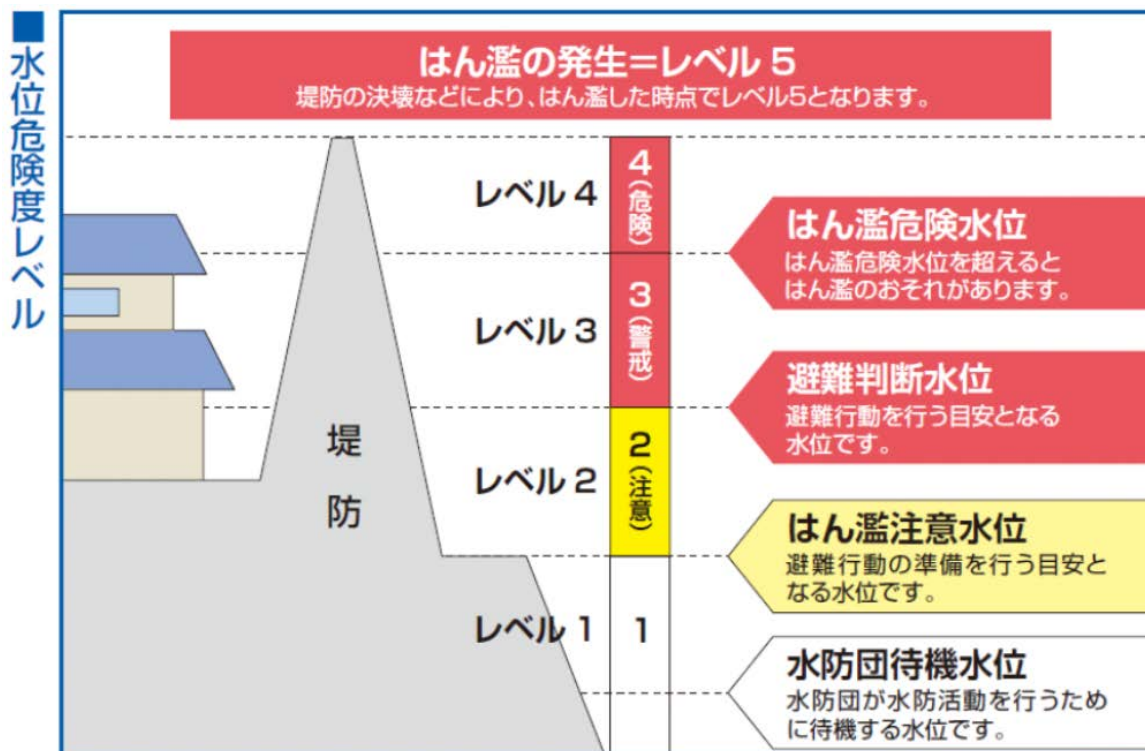 ■水位危険度レベル
はん濫の発生=レベル5
堤防の決壊などにより、はん濫した時点でレベル5となります。
レベル4
4(危険)
はん濫危険水位
はん濫危険水位を超えると
はん濫のおそれがあります。
レベル3
3(警戒)
避難判断水位
避難行動を行う目安となる
水位です。
堤防
レベル2
2(注意)
はん濫注意水位
避難行動の準備を行う目安と
なる水位です。
レベル1
1
水防団待機水位
水防団が水防活動を行うため
に待機する水位です。